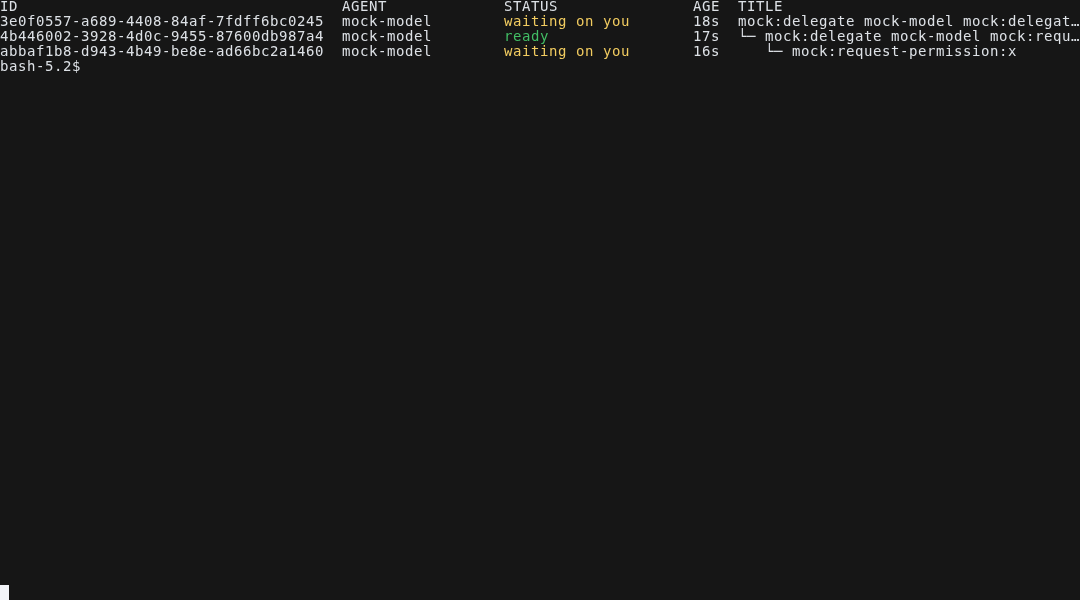 ID  AGENT  STATUS  AGE  TITLE
3e0f0557-a689-4408-84af-7fdff6bc0245  mock-model  waiting on you  18s  mock:delegate mock-model mock:delegat…
4b446002-3928-4d0c-9455-87600db987a4  mock-model  ready  17s  └─ mock:delegate mock-model mock:requ…
abbaf1b8-d943-4b49-be8e-ad66bc2a1460  mock-model  waiting on you  16s  └─ mock:request-permission:x
bash-5.2$